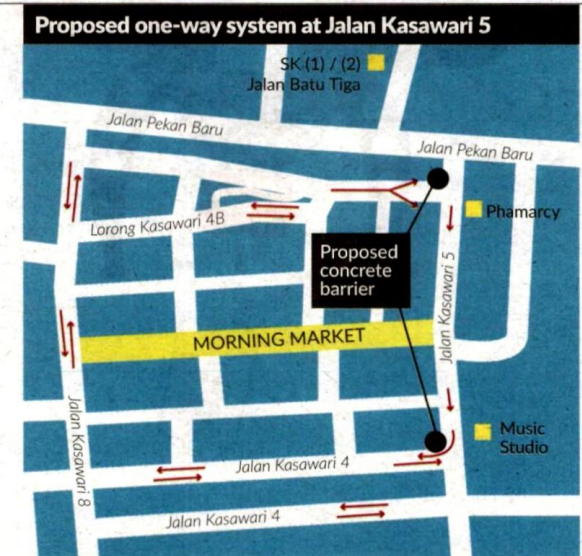 Proposed one-way system at Jalan Kasawari 5
SK (1) / (2)
Jalan Batu Tiga
Jalan Pekan Baru
Jalan Pekan Baru
Phamarcy
Lorong Kasawari 4B
Proposed
concrete
barrier
Jalan Kasawari 5
MORNING MARKET
Jalan Kasawari 8
Music
Studio
Jalan Kasawari 4
Jalan Kasawari 4